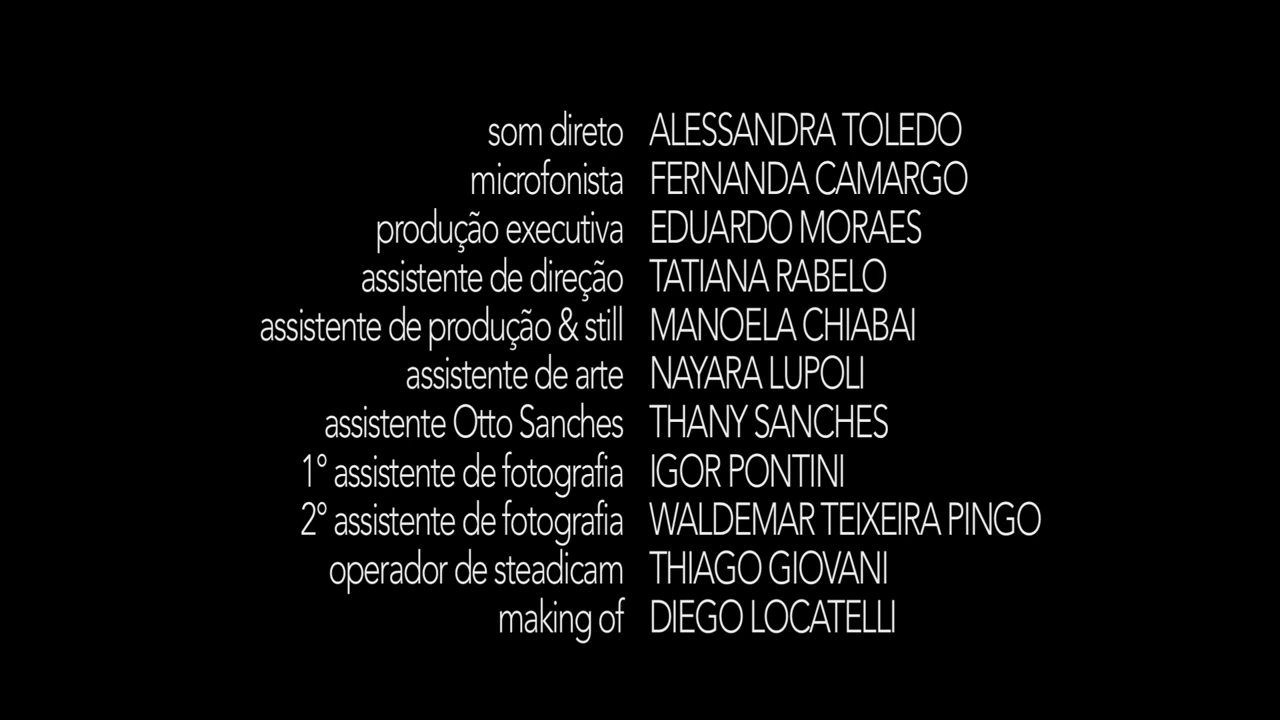 som direto ALESSANDRA TOLEDO
microfonista FERNANDA CAMARGO
produção executiva EDUARDO MORAES
assistente de direção TATIANA RABELO
assistente de produção & still MANOELA CHIABAI
assistente de arte NAYARA LUPOLI
assistente Otto Sanches THANY SANCHES
1° assistente de fotografia IGOR PONTINI
2° assistente de fotografia WALDEMAR TEIXEIRA PINGO
operador de steadicam THIAGO GIOVANI
making of DIEGO LOCATELLI